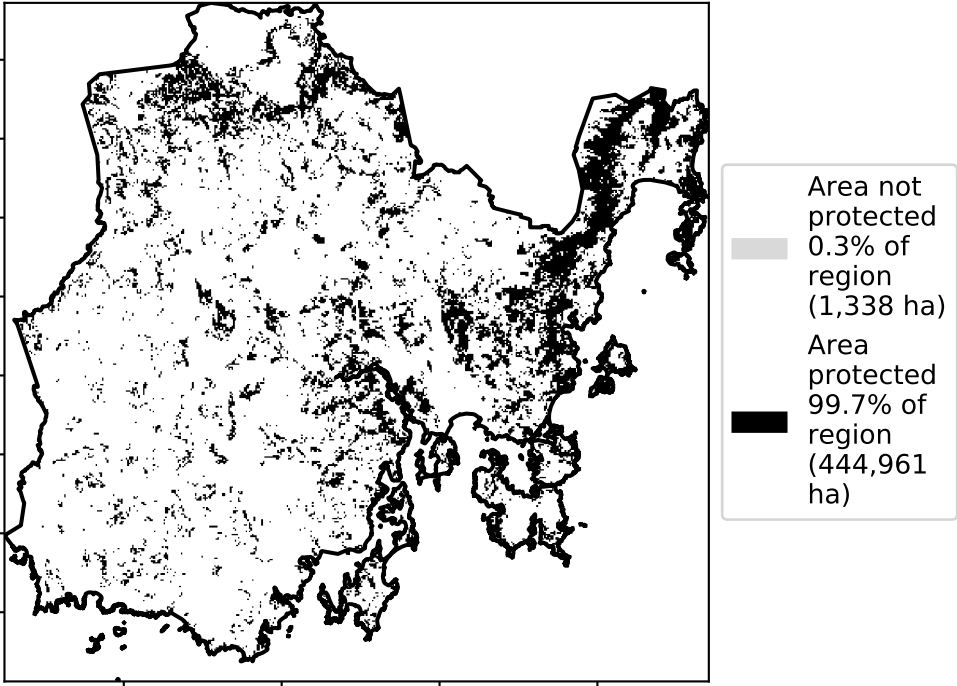 Area not
protected
0.3% of
region
(1,338 ha)
Area
protected
99.7% of
region
(444,961
ha)